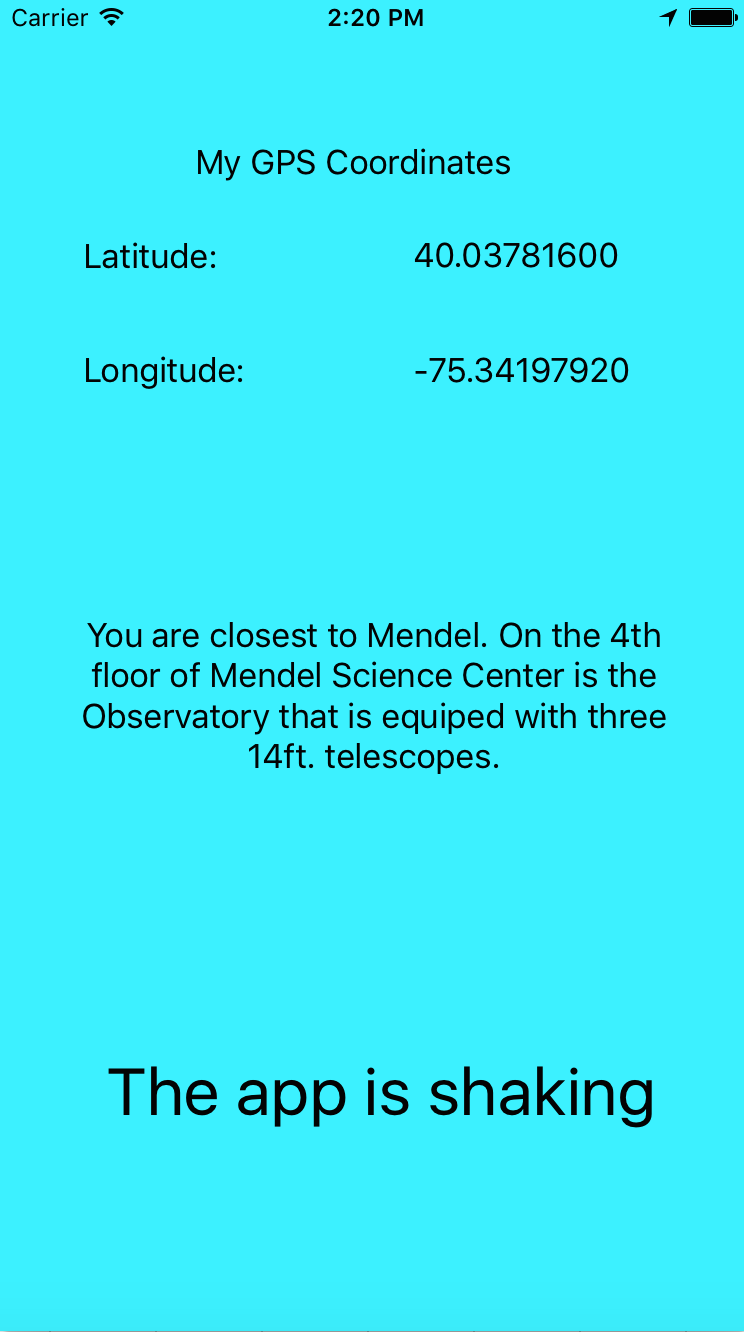 Carrier 2:20 PM
My GPS Coordinates
Latitude: 40.03781600
Longitude: -75.34197920
You are closest to Mendel. On the 4th
floor of Mendel Science Center is the
Observatory that is equiped with three
14ft. telescopes.
The app is shaking